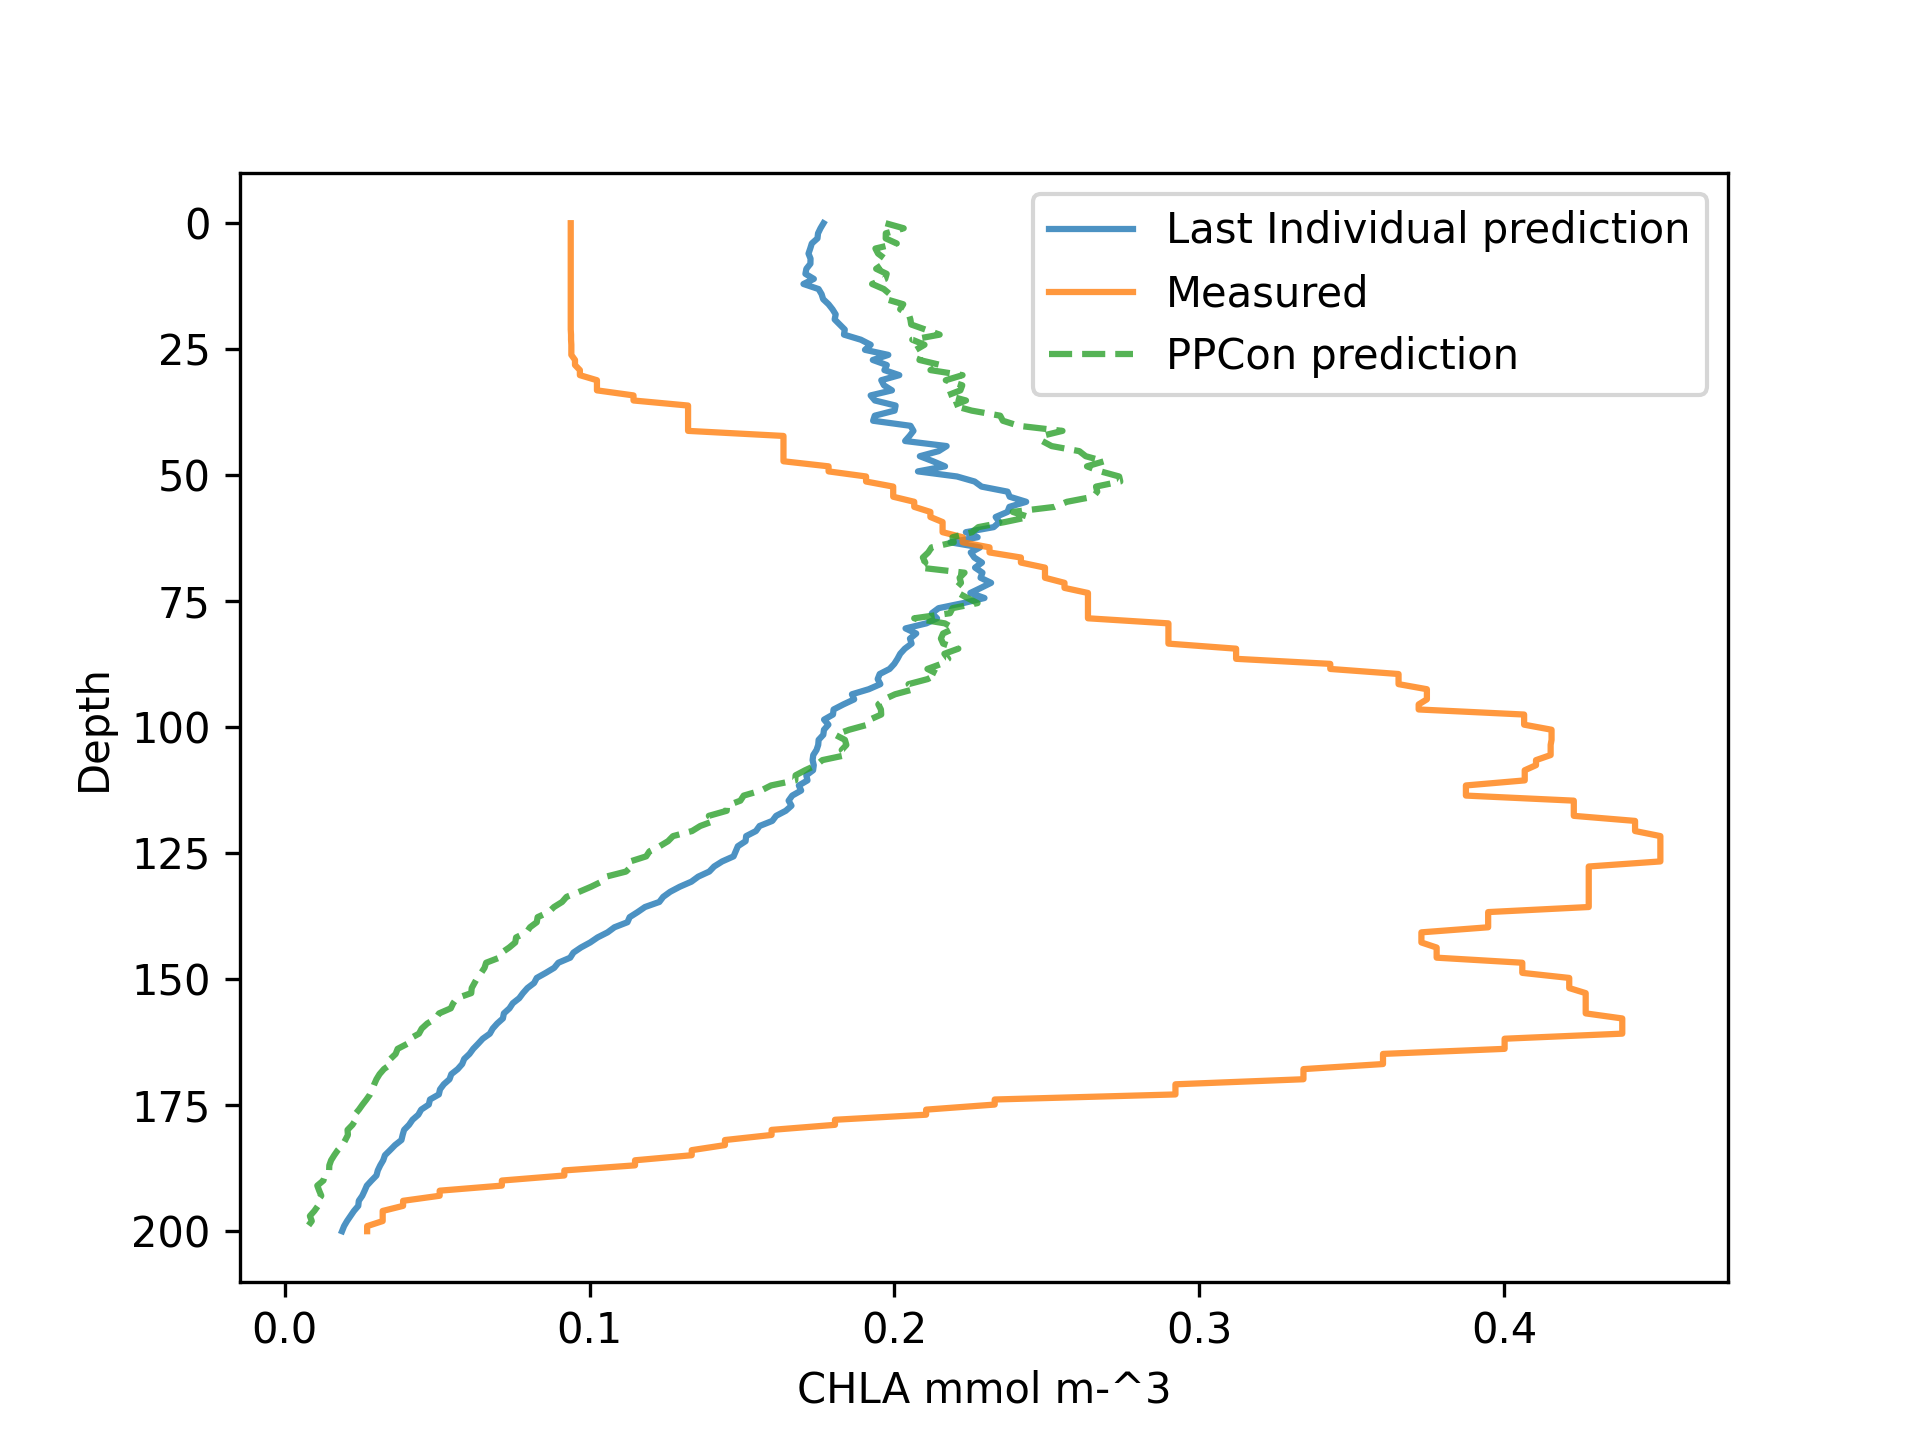 Last Individual prediction
Measured
PPCon prediction
0
25
50
75
100
125
150
175
200
Depth
0.0 0.1 0.2 0.3 0.4
CHLA mmol m-^3